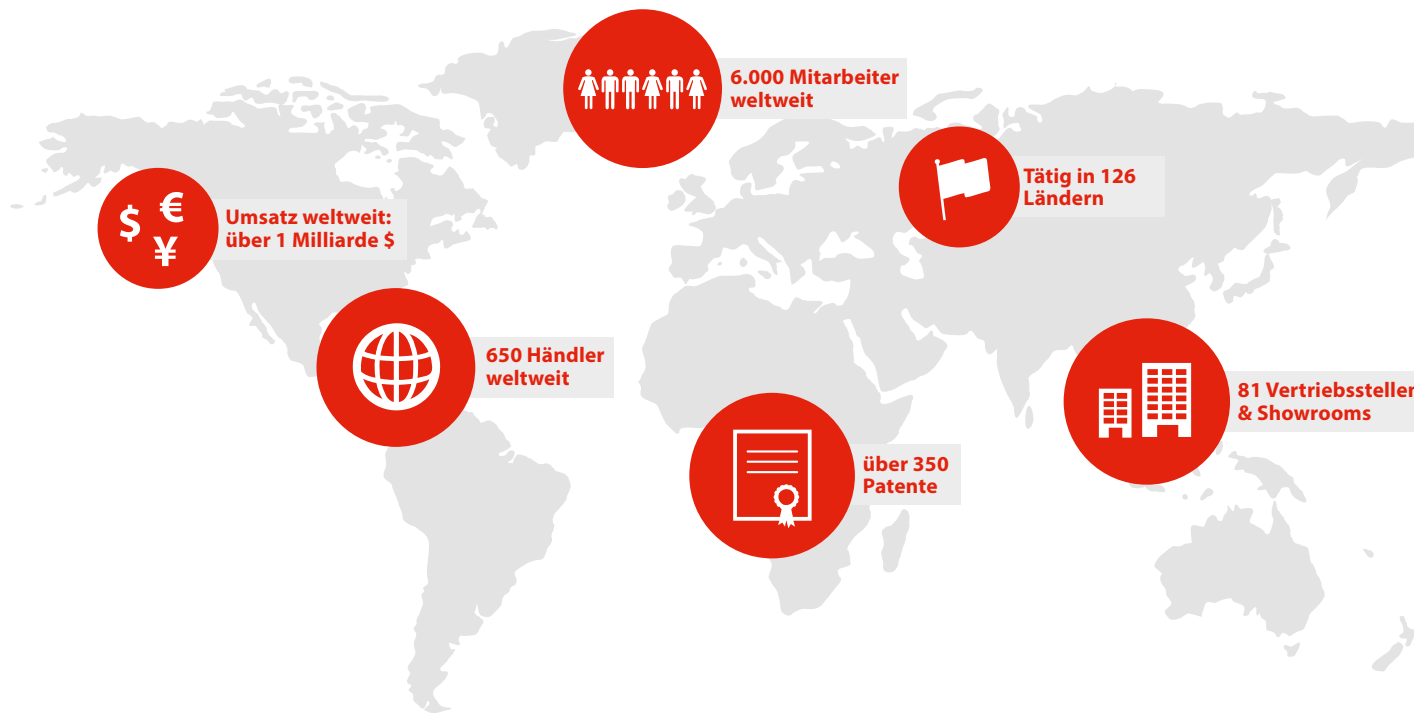 6.000 Mitarbeiter
weltweit
Tätig in 126
Ländern
$ €
¥
Umsatz weltweit:
über 1 Milliarde $
650 Händler
weltweit
81 Vertriebssteller
& Showrooms
über 350
Patente